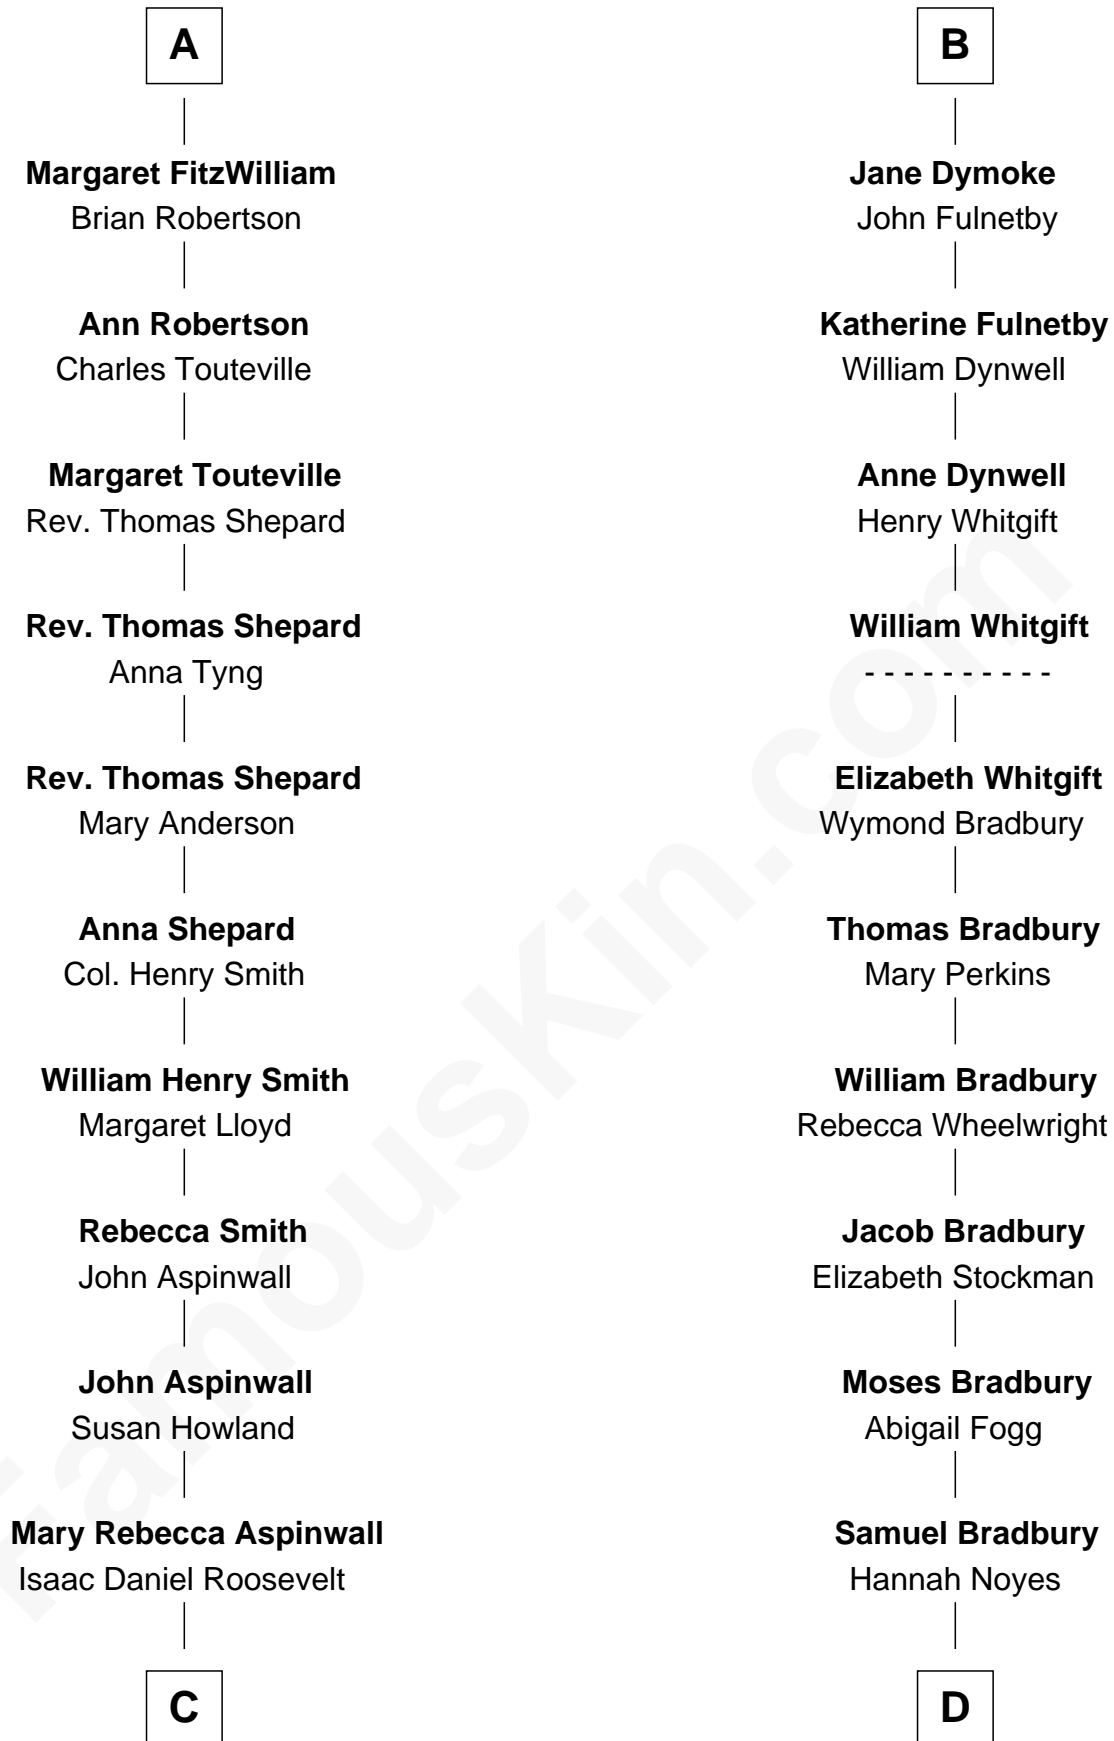 A
Margaret FitzWilliam
Brian Robertson
Ann Robertson
Charles Touteville
Margaret Touteville
Rev. Thomas Shepard
Rev. Thomas Shepard
Anna Tyng
Rev. Thomas Shepard
Mary Anderson
Anna Shepard
Col. Henry Smith
William Henry Smith
Margaret Lloyd
Rebecca Smith
John Aspinwall
John Aspinwall
Susan Howland
Mary Rebecca Aspinwall
Isaac Daniel Roosevelt
C
B
Jane Dymoke
John Fulnetby
Katherine Fulnetby
William Dynwell
Anne Dynwell
Henry Whitgift
William Whitgift
- - - - - - - - - -
Elizabeth Whitgift
Wymond Bradbury
Thomas Bradbury
Mary Perkins
William Bradbury
Rebecca Wheelwright
Jacob Bradbury
Elizabeth Stockman
Moses Bradbury
Abigail Fogg
Samuel Bradbury
Hannah Noyes
D
FamousKin.com